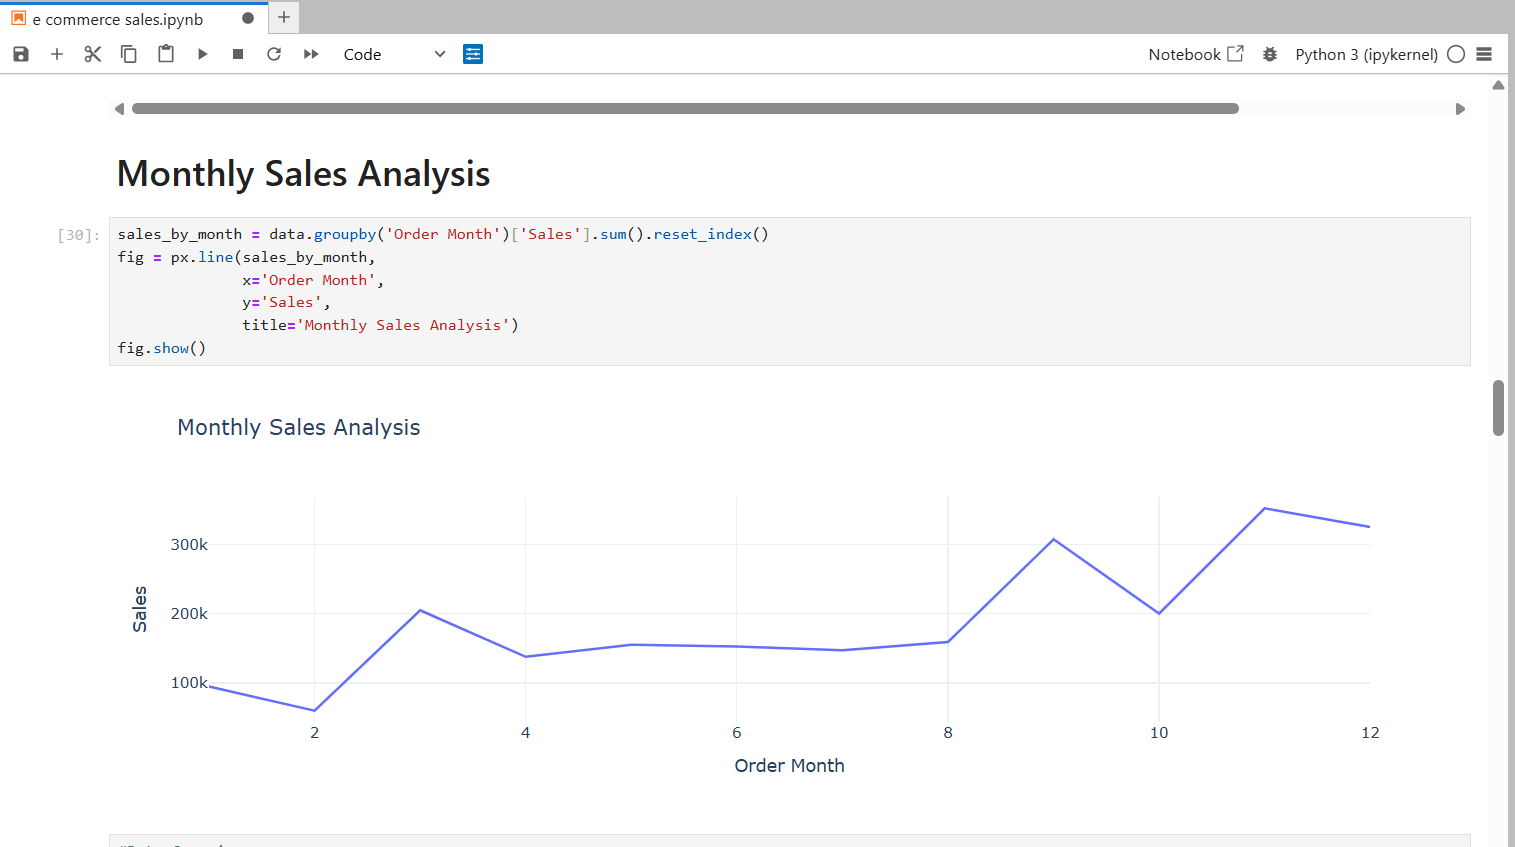 e commerce sales.ipynb
Code
Notebook
Python 3 (ipykernel)
Monthly Sales Analysis
[30]:
sales_by_month = data.groupby('Order Month')['Sales'].sum().reset_index()
fig = px.line(sales_by_month,
              x='Order Month',
              y='Sales',
              title='Monthly Sales Analysis')
fig.show()
Monthly Sales Analysis
300k
200k
100k
Sales
2 4 6 8 10 12
Order Month